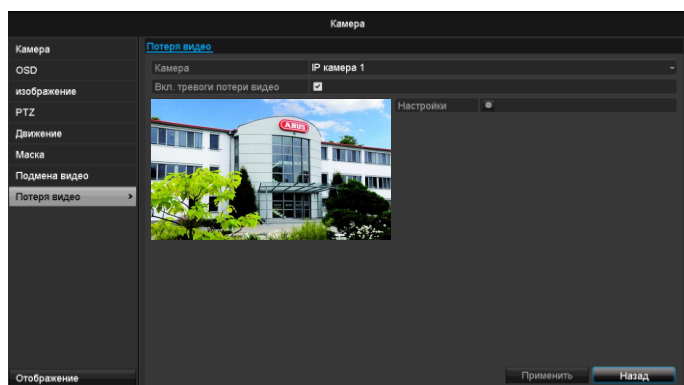 Камера
Камера
OSD
изображение
PTZ
Движение
Маска
Подмена видео
Потеря видео >
Отображение
Потеря видео
Камера IP камера 1
Вкл. тревоги потери видео
Настройки
ABUS
Применить Назад